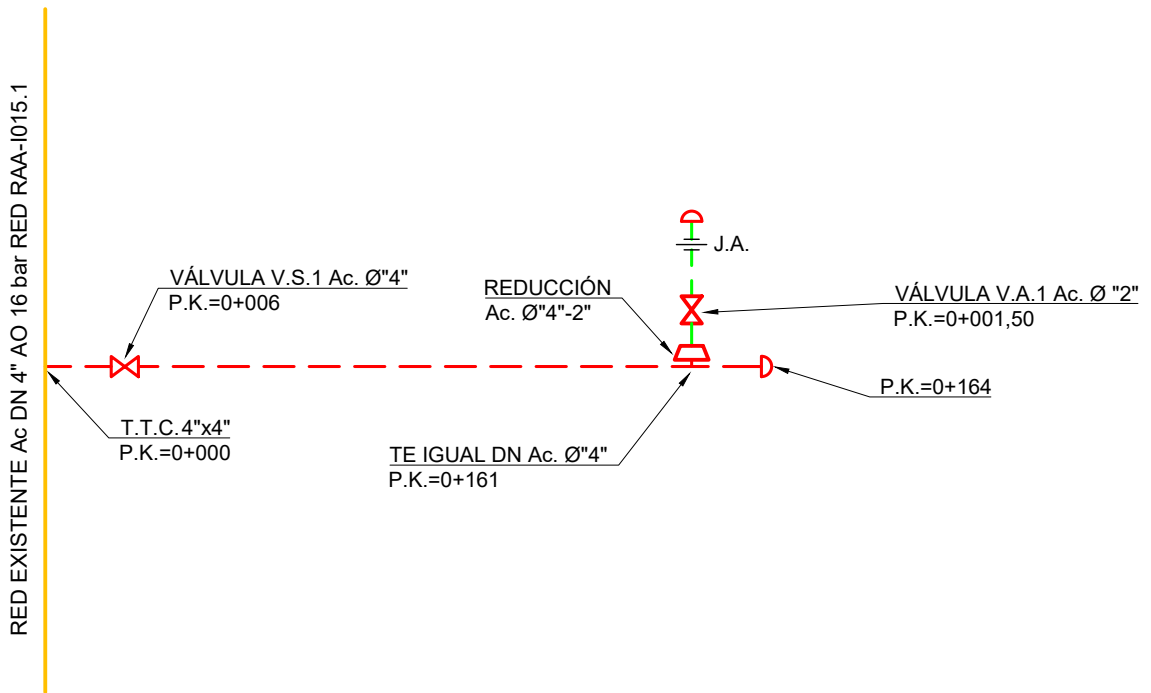 RED EXISTENTE Ac DN 4" AO 16 bar RED RAA-I015.1
VÁLVULA V.S.1 Ac. Ø"4"
P.K.=0+006
T.T.C. 4"x4"
P.K.=0+000
REDUCCIÓN
Ac. Ø"4"-2"
J.A.
VÁLVULA V.A.1 Ac. Ø "2"
P.K.=0+001,50
P.K.=0+164
TE IGUAL DN Ac. Ø"4"
P.K.=0+161